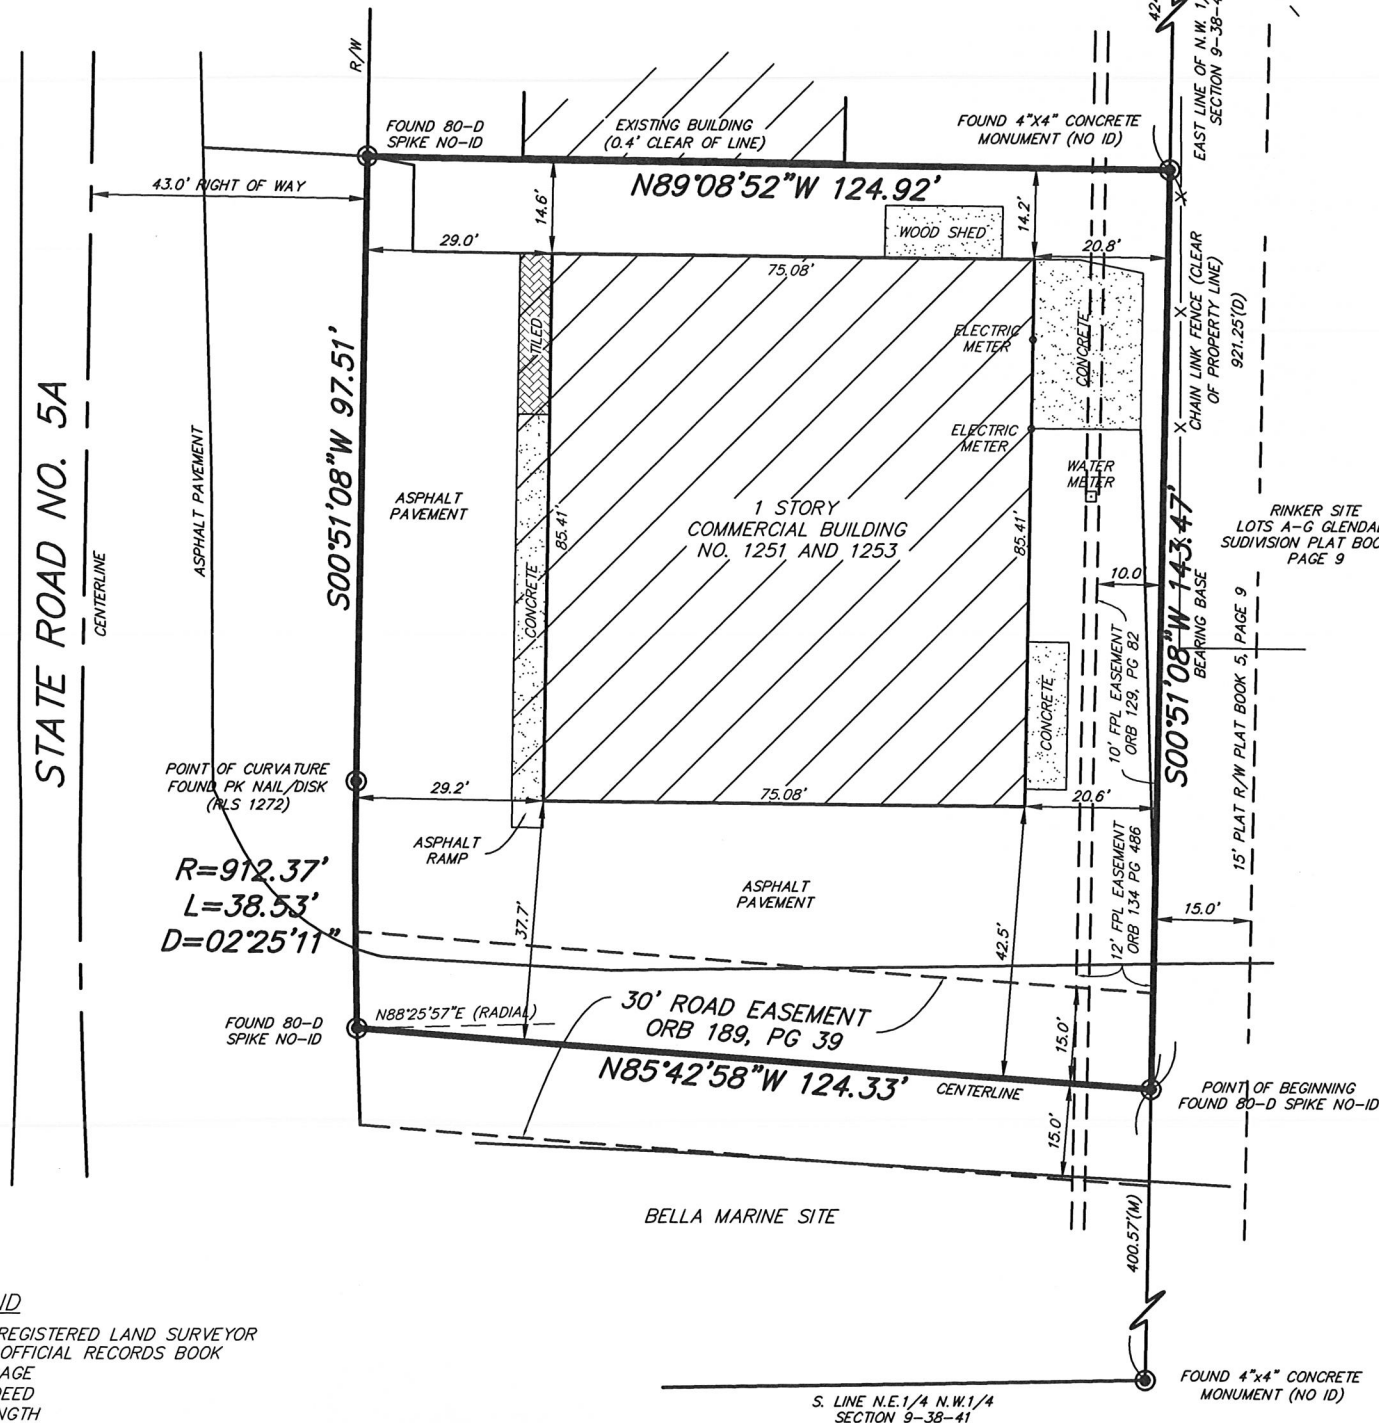 R/W
42
EAST LINE OF N.W. 1/
SECTION 9-38-4
FOUND 80-D
SPIKE NO-ID
EXISTING BUILDING
(0.4' CLEAR OF LINE)
FOUND 4"X4" CONCRETE
MONUMENT (NO ID)
43.0' RIGHT OF WAY
N89°08'52"W 124.92'
14.6'
14.2'
WOOD SHED
29.0'
20.8'
75.08'
TILED
ELECTRIC
METER
CONCRETE
CHAIN LINK FENCE (CLEAR
OF PROPERTY LINE)
921.25'(D)
S00°51'08"W 97.51'
STATE ROAD NO. 5A
CENTERLINE
ASPHALT PAVEMENT
ASPHALT
PAVEMENT
ELECTRIC
METER
WATER
METER
85.41'
1 STORY
COMMERCIAL BUILDING
NO. 1251 AND 1253
85.41'
RINKER SITE
LOTS A-G GLENDA
SUDIVISION PLAT BOO
PAGE 9
S00°51'08"W 143.47'
BEARING BASE
10.0'
CONCRETE
10' FPL EASEMENT
ORB 129, PG 82
15' PLAT R/W PLAT BOOK 5, PAGE 9
CONCRETE
POINT OF CURVATURE
FOUND PK NAIL/DISK
(RLS 1272)
29.2'
75.08'
20.6'
ASPHALT
RAMP
R=912.37'
L=38.53'
D=02°25'11"
ASPHALT
PAVEMENT
12' FPL EASEMENT
ORB 134 PG 486
15.0'
37.7'
42.5'
N88°25'57"E (RADIAL)
FOUND 80-D
SPIKE NO-ID
30' ROAD EASEMENT
ORB 189, PG 39
15.0'
N85°42'58"W 124.33'
CENTERLINE
POINT OF BEGINNING
FOUND 80-D SPIKE NO-ID
15.0'
BELLA MARINE SITE
400.57'(M)
ND
REGISTERED LAND SURVEYOR
OFFICIAL RECORDS BOOK
AGE
DEED
NGTH
S. LINE N.E.1/4 N.W.1/4
SECTION 9-38-41
FOUND 4"x4" CONCRETE
MONUMENT (NO ID)